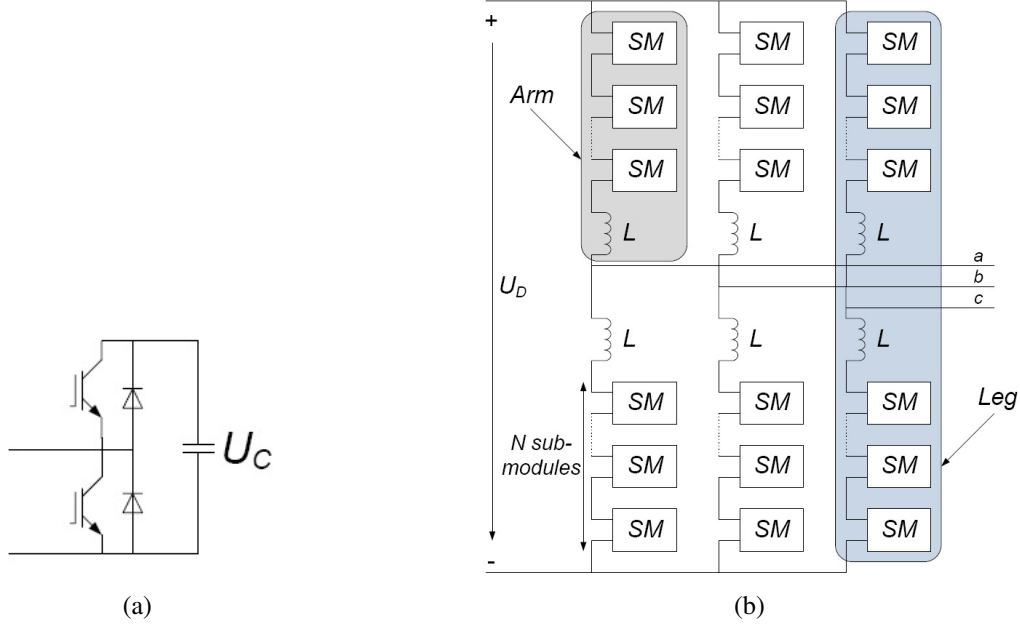 U_C
(a)
+
SM SM SM
Arm
SM SM SM
SM SM SM
L L L
a
U_D
b
c
L L L
SM SM SM
Leg
N sub-
modules
SM SM SM
SM SM SM
-
(b)